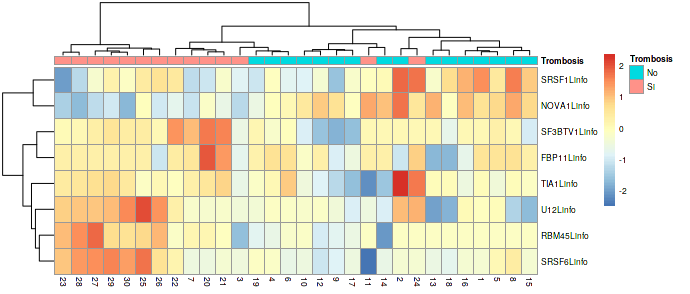 Trombosis
SRSF1Linfo
NOVA1Linfo
SF3BTV1Linfo
FBP11Linfo
TIA1Linfo
U12Linfo
RBM45Linfo
SRSF6Linfo
23 28 27 29 30 25 26 22 7 20 21 3 19 4 6 10 12 9 17 11 14 2 24 13 18 16 1 5 8 15
2
1
0
-1
-2
Trombosis
No
SI